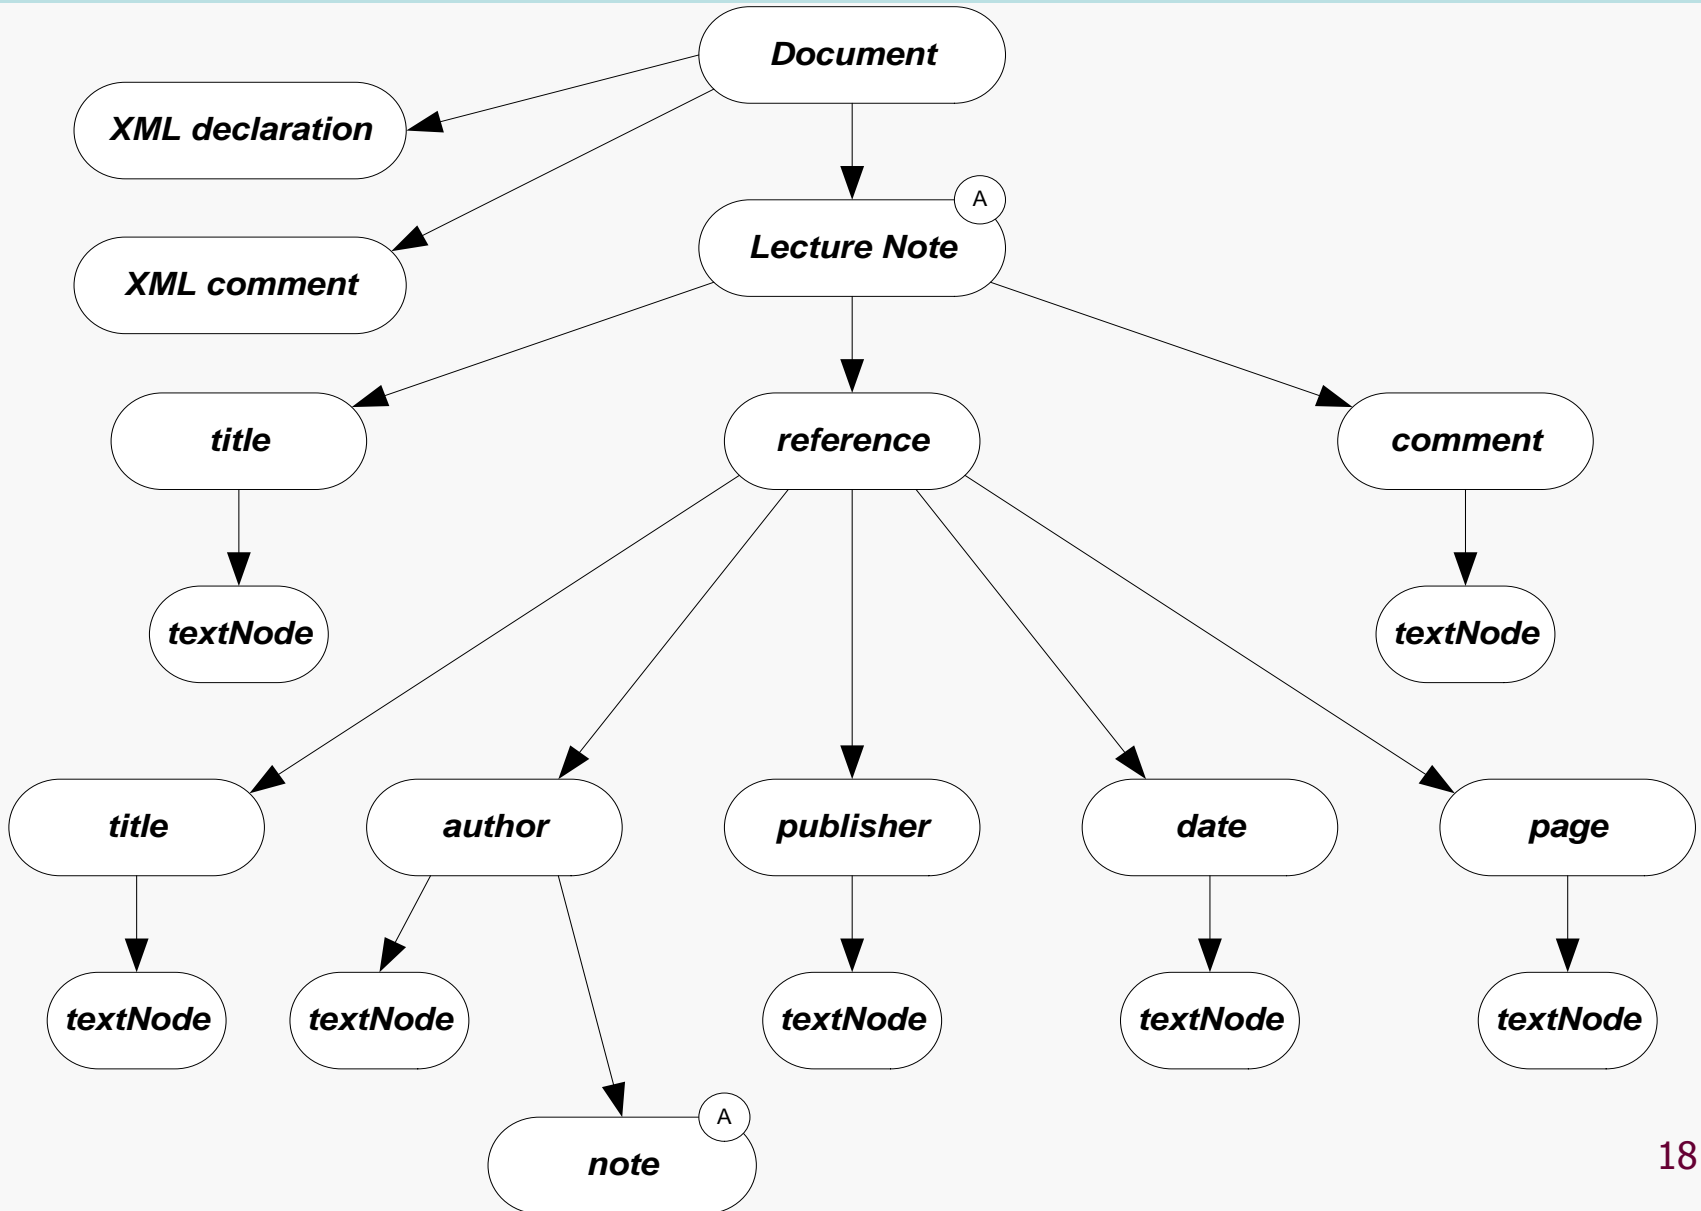 Document
XML declaration
A
Lecture Note
XML comment
title
reference
comment
textNode
textNode
title
author
publisher
date
page
textNode
textNode
textNode
textNode
textNode
A
note
18